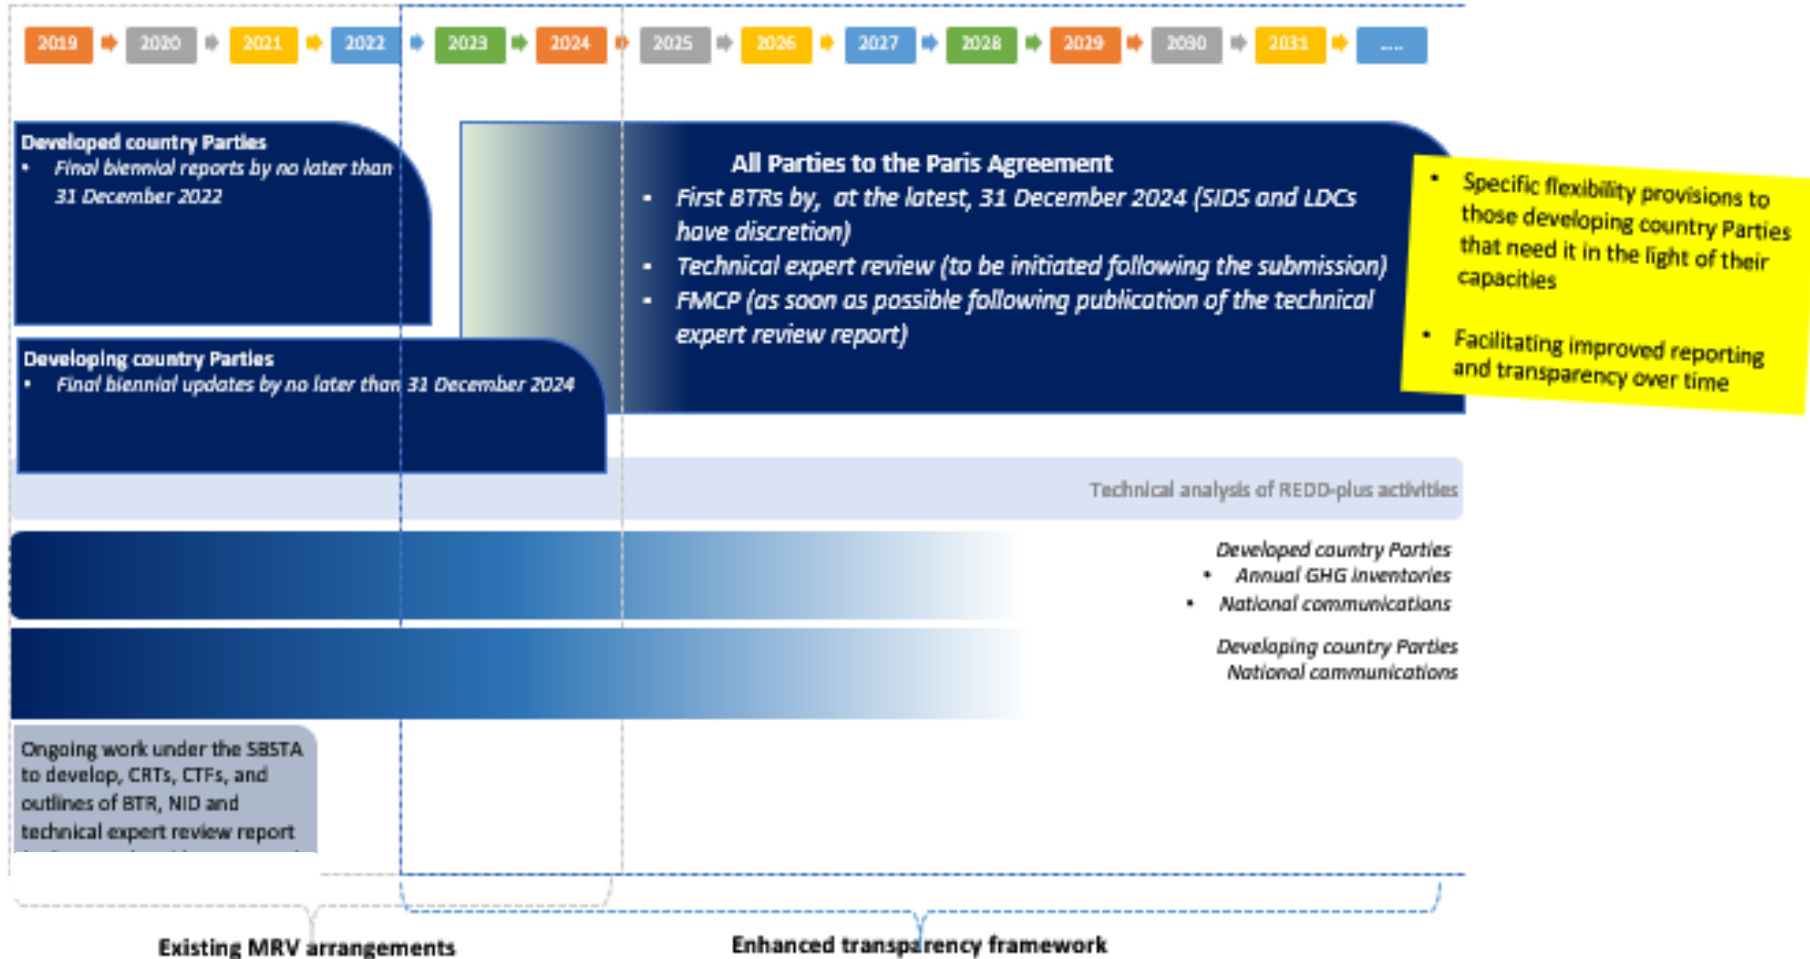 2019
2020
2021
2022
2023
2024
2025
2026
2027
2028
2029
2030
2031
.....
Developed country Parties
• Final biennial reports by no later than
31 December 2022
All Parties to the Paris Agreement
▪ First BTRs by,  at the latest, 31 December 2024 (SIDS and LDCs
have discretion)
▪ Technical expert review (to be initiated following the submission)
▪ FMCP (as soon as possible following publication of the technical
expert review report)
• Specific flexibility provisions to
those developing country Parties
that need it in the light of their
capacities
• Facilitating improved reporting
and transparency over time
Developing country Parties
• Final biennial updates by no later than 31 December 2024
Technical analysis of REDD-plus activities
Developed country Parties
• Annual GHG inventories
• National communications
Developing country Parties
National communications
Ongoing work under the SBSTA
to develop, CRTs, CTFs, and
outlines of BTR, NID and
technical expert review report
Existing MRV arrangements
Enhanced transparency framework